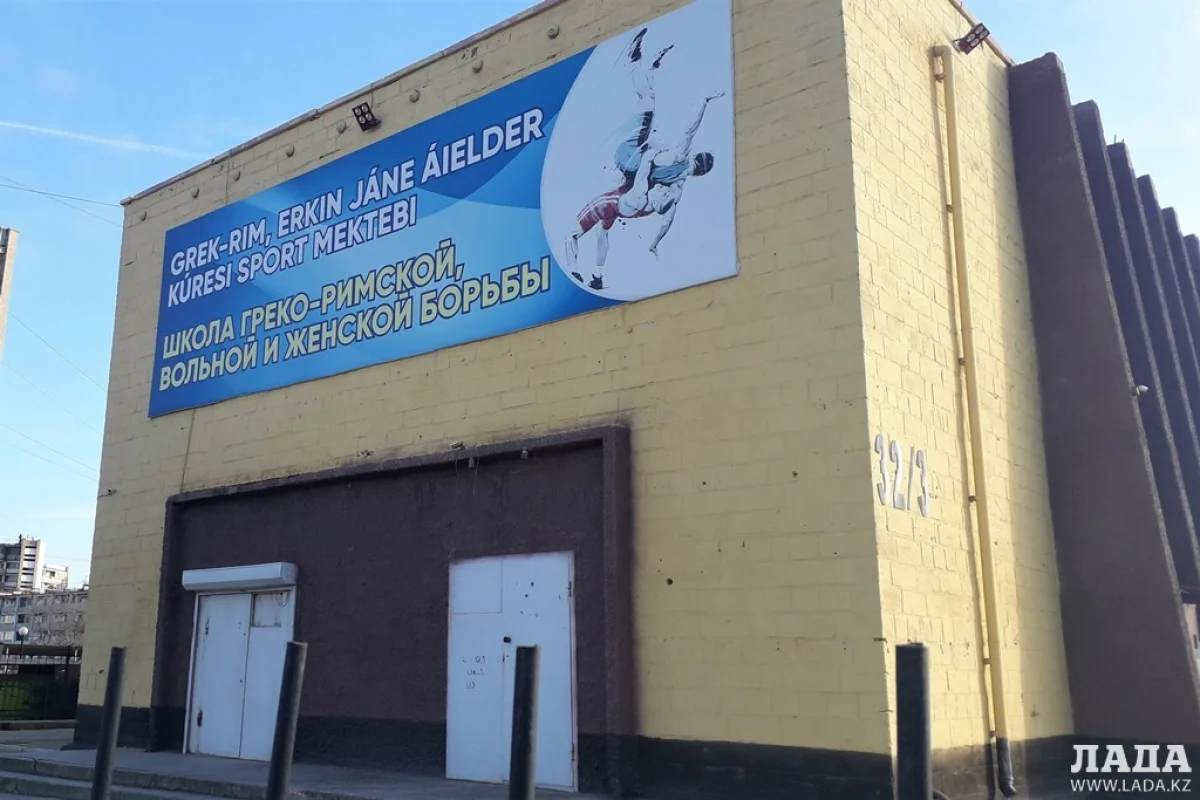 GREK-RIM, ERKIN JÁNE ÁIELDER
KÚRESI SPORT MEKTEBI
ШКОЛА ГРЕКО-РИМСКОЙ,
ВОЛЬНОЙ И ЖЕНСКОЙ БОРЬБЫ
32/3
ЛАДА
WWW.LADA.KZ